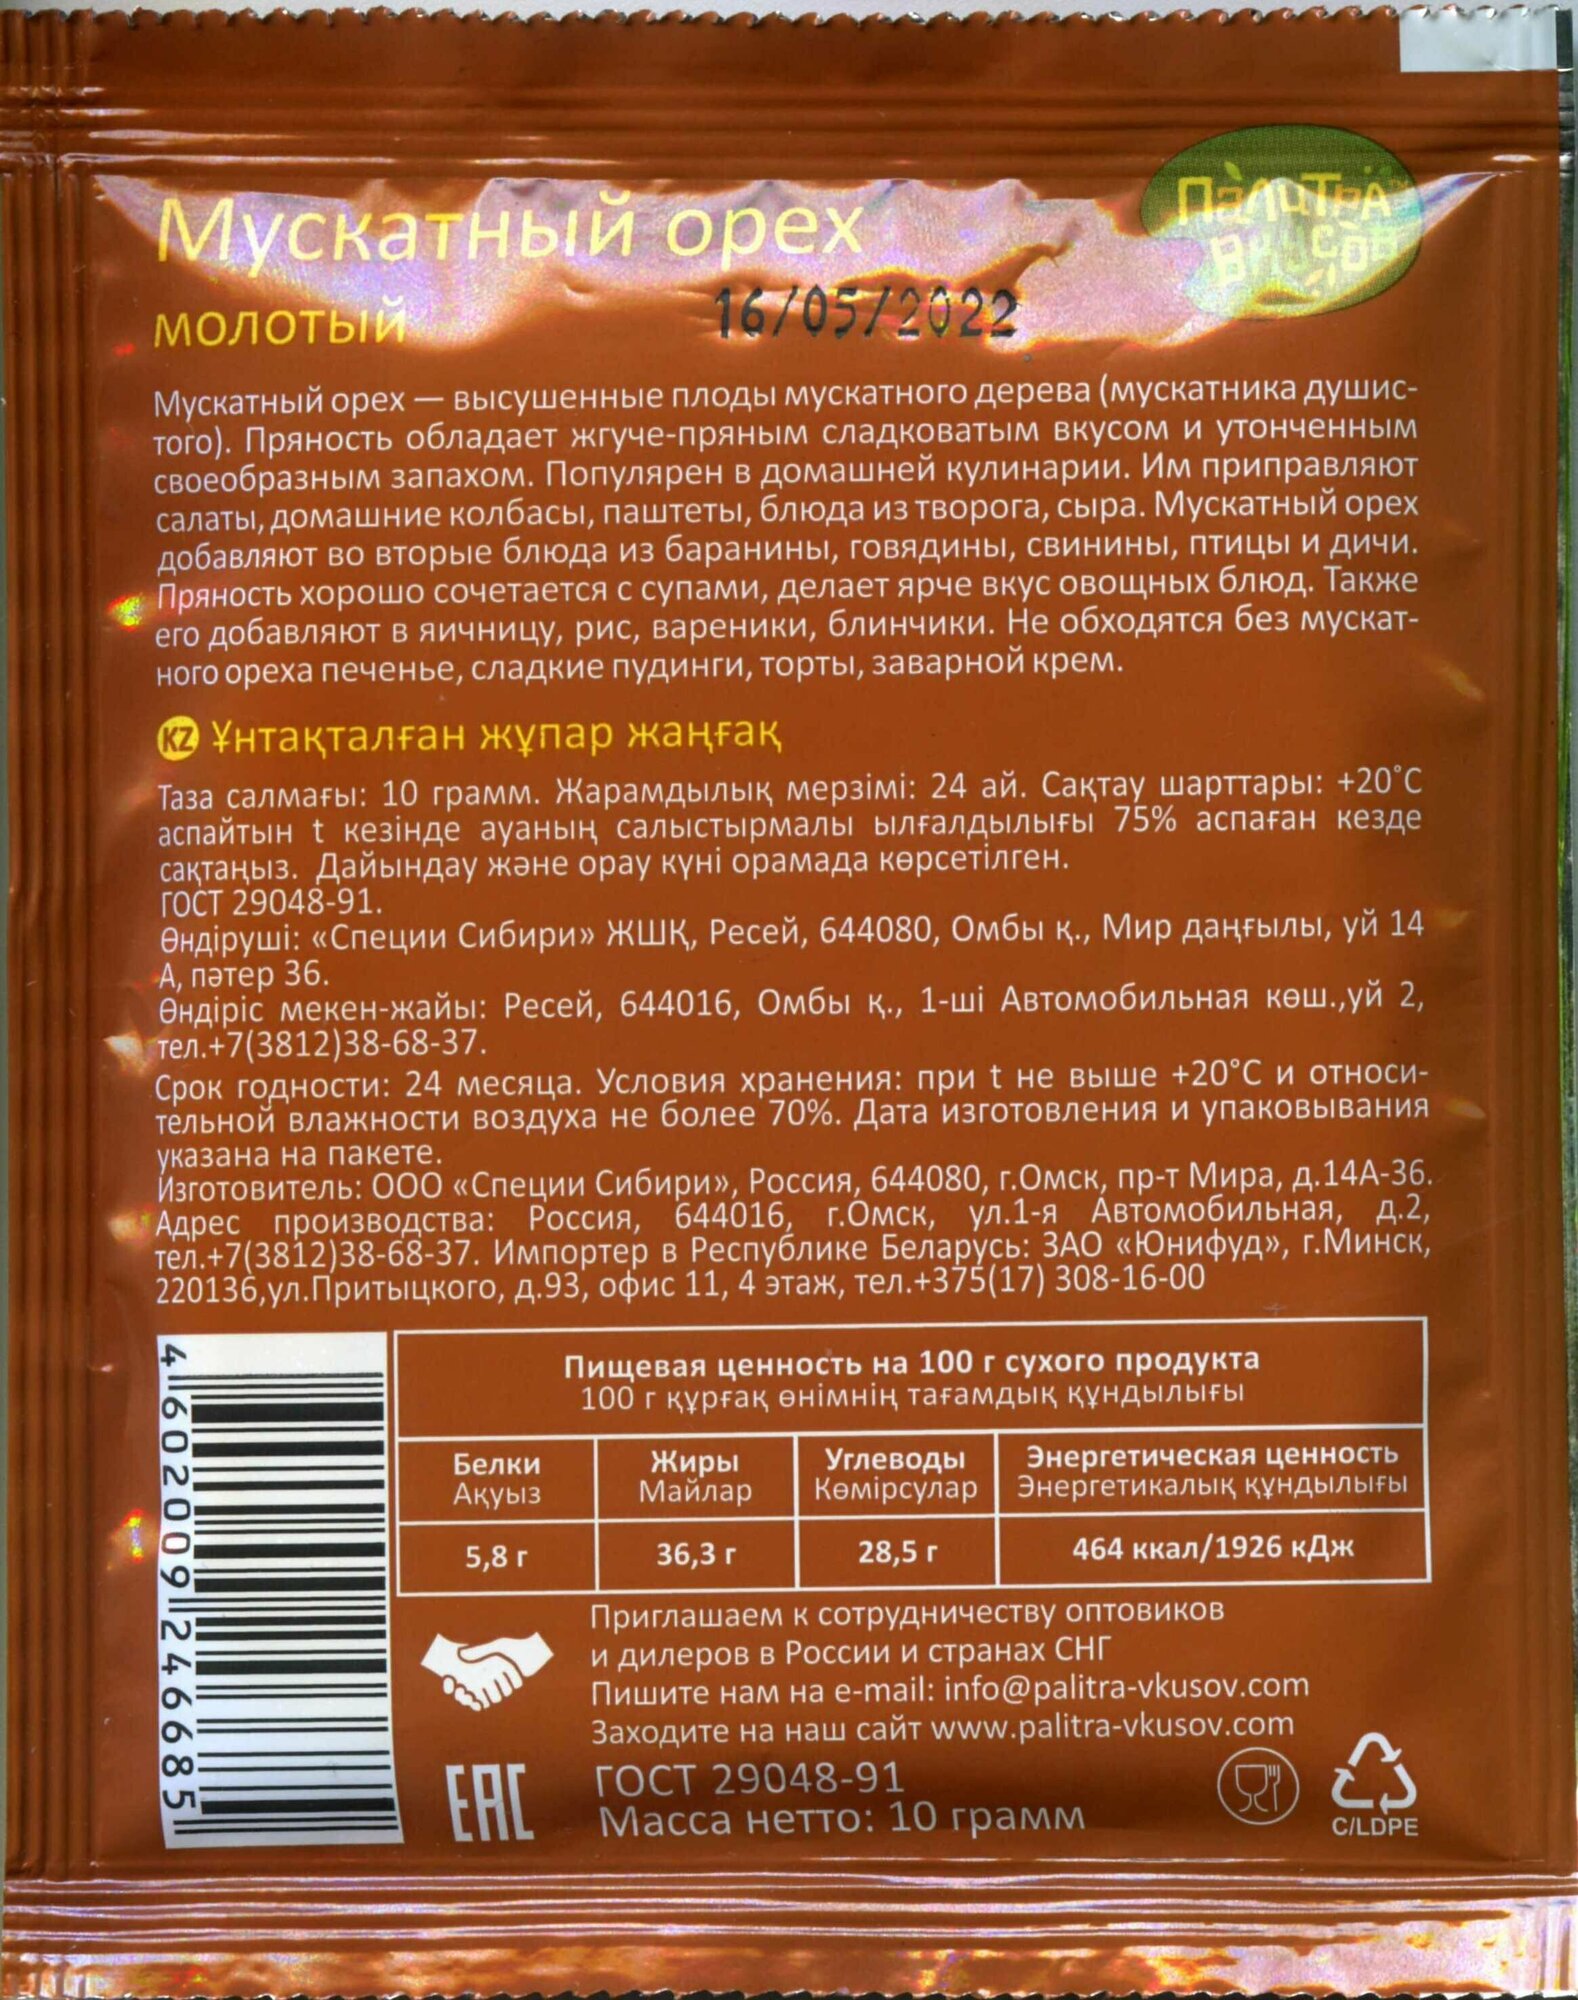 Мускатный орех
ПАЛИТРА
ВКУСОВ
молотый
16/05/2022
Мускатный орех — высушенные плоды мускатного дерева (мускатника душис-
того). Пряность обладает жгуче-пряным сладковатым вкусом и утонченным
своеобразным запахом. Популярен в домашней кулинарии. Им приправляют
салаты, домашние колбасы, паштеты, блюда из творога, сыра. Мускатный орех
добавляют во вторые блюда из баранины, говядины, свинины, птицы и дичи.
Пряность хорошо сочетается с супами, делает ярче вкус овощных блюд. Также
его добавляют в яичницу, рис, вареники, блинчики. Не обходятся без мускат-
ного ореха печенье, сладкие пудинги, торты, заварной крем.
KZ Ұнтақталған жұпар жаңғақ
Таза салмағы: 10 грамм. Жарамдылық мерзімі: 24 ай. Сақтау шарттары: +20°С
аспайтын t кезінде ауаның салыстырмалы ылғалдылығы 75% аспаған кезде
сақтаңыз. Дайындау және орау күні орамада көрсетілген.
ГОСТ 29048-91.
Өндіруші: «Специи Сибири» ЖШҚ, Ресей, 644080, Омбы қ., Мир даңғылы, уй 14
А, пәтер 36.
Өндіріс мекен-жайы: Ресей, 644016, Омбы қ., 1-ші Автомобильная көш.,уй 2,
тел.+7(3812)38-68-37.
Срок годности: 24 месяца. Условия хранения: при t не выше +20°С и относи-
тельной влажности воздуха не более 70%. Дата изготовления и упаковывания
указана на пакете.
Изготовитель: ООО «Специи Сибири», Россия, 644080, г.Омск, пр-т Мира, д.14А-36.
Адрес производства: Россия, 644016, г.Омск, ул.1-я Автомобильная, д.2,
тел.+7(3812)38-68-37. Импортер в Республике Беларусь: ЗАО «Юнифуд», г.Минск,
220136,ул.Притыцкого, д.93, офис 11, 4 этаж, тел.+375(17) 308-16-00
4 602009 246685
Пищевая ценность на 100 г сухого продукта
100 г құрғақ өнімнің тағамдық құндылығы
Белки Жиры Углеводы Энергетическая ценность
Ақуыз Майлар Көмірсулар Энергетикалық құндылығы
5,8 г 36,3 г 28,5 г 464 ккал/1926 кДж
Приглашаем к сотрудничеству оптовиков
и дилеров в России и странах СНГ
Пишите нам на e-mail: info@palitra-vkusov.com
Заходите на наш сайт www.palitra-vkusov.com
ЕАС
ГОСТ 29048-91
Масса нетто: 10 грамм
C/LDPE